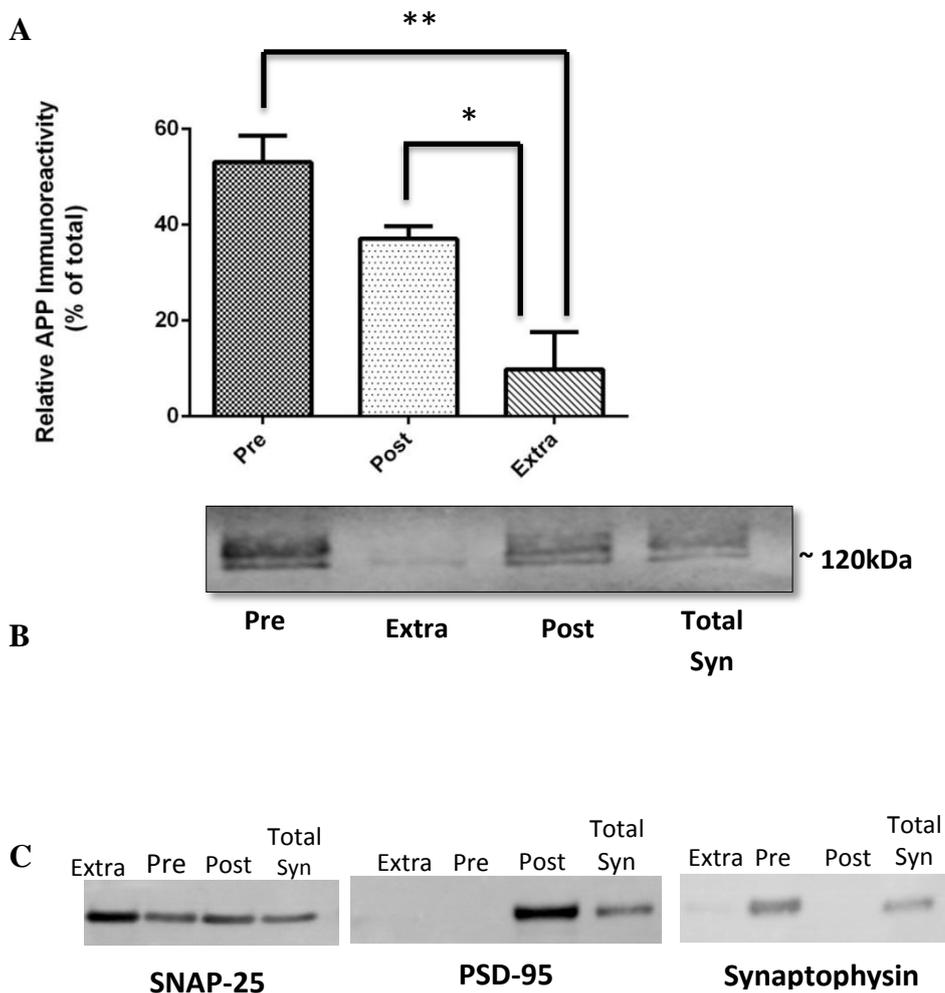 A
**
*
Relative APP Immunoreactivity
(% of total)
60
40
20
0
Pre
Post
Extra
~ 120kDa
Pre
Extra
Post
Total
Syn
B
C
Extra
Pre
Post
Total
Syn
SNAP-25
Extra
Pre
Post
Total
Syn
PSD-95
Extra
Pre
Post
Total
Syn
Synaptophysin